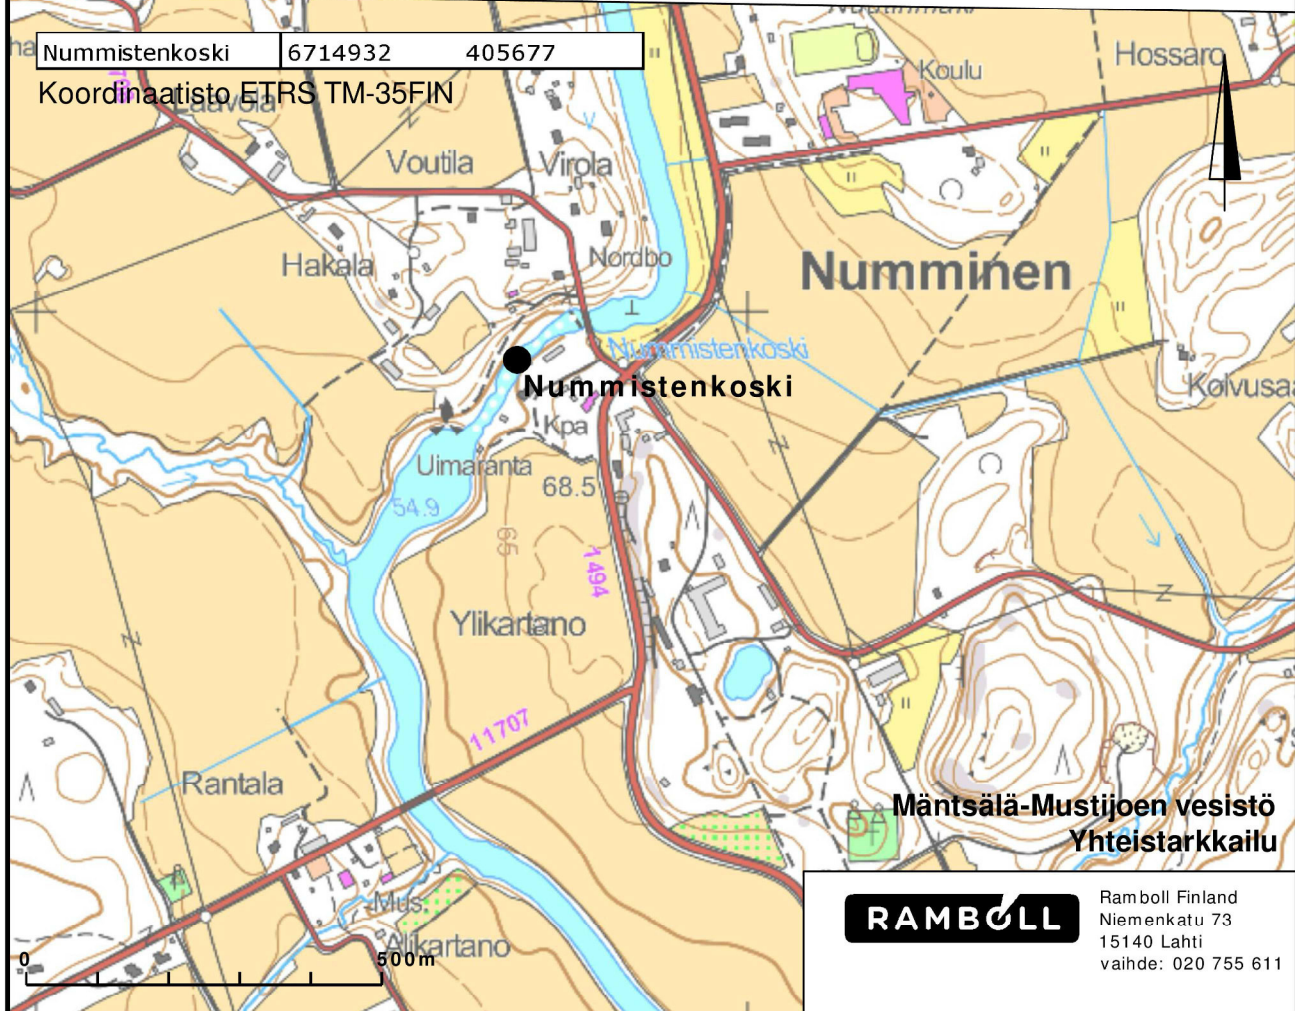 Nummistenkoski 6714932 405677
Koordinaatisto ETRS TM-35FIN
Laavola
Koulu
Hossaro
Voutila
Virola
Hakala
Nordbo
Numminen
Nummistenkoski
Nummistenkoski
Koivusaa
Kpa
Uimaranta
68.5
54.9
65
1494
Ylikartano
11707
Rantala
Mäntsälä-Mustijoen vesistö
Yhteistarkkailu
Mus.
Alikartano
0 500m
RAMBOLL
Ramboll Finland
Niemenkatu 73
15140 Lahti
vaihde: 020 755 611